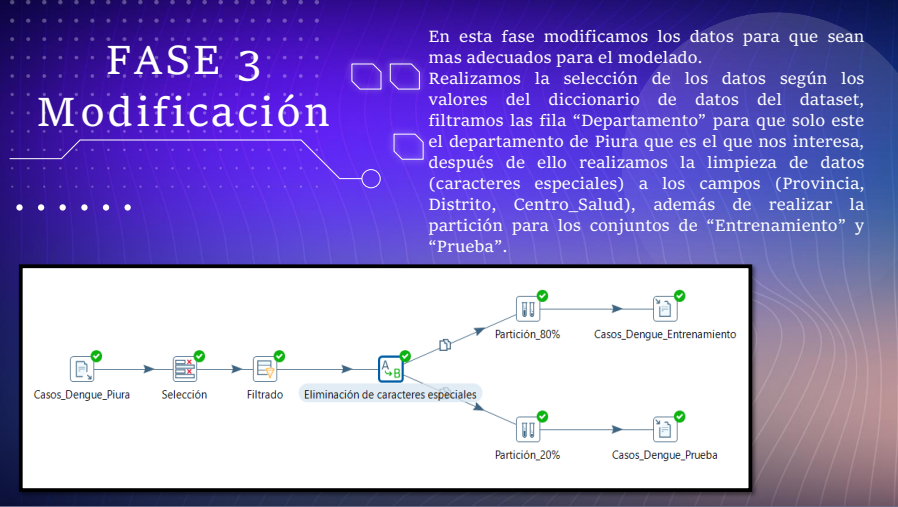 FASE 3
Modificación
En esta fase modificamos los datos para que sean
mas adecuados para el modelado.
Realizamos la selección de los datos según los
valores del diccionario de datos del dataset,
filtramos las fila “Departamento” para que solo este
el departamento de Piura que es el que nos interesa,
después de ello realizamos la limpieza de datos
(caracteres especiales) a los campos (Provincia,
Distrito, Centro_Salud), además de realizar la
partición para los conjuntos de “Entrenamiento” y
“Prueba”.
Partición_80%
Casos_Dengue_Entrenamiento
Casos_Dengue_Piura
Selección
Filtrado
A
B
Eliminación de caracteres especiales
Partición_20%
Casos_Dengue_Prueba